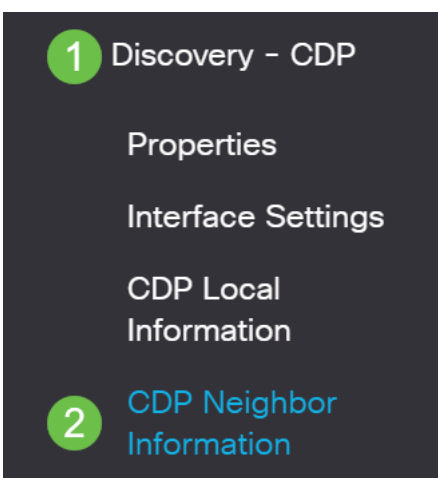 1 Discovery - CDP
Properties
Interface Settings
CDP Local
Information
2 CDP Neighbor
Information